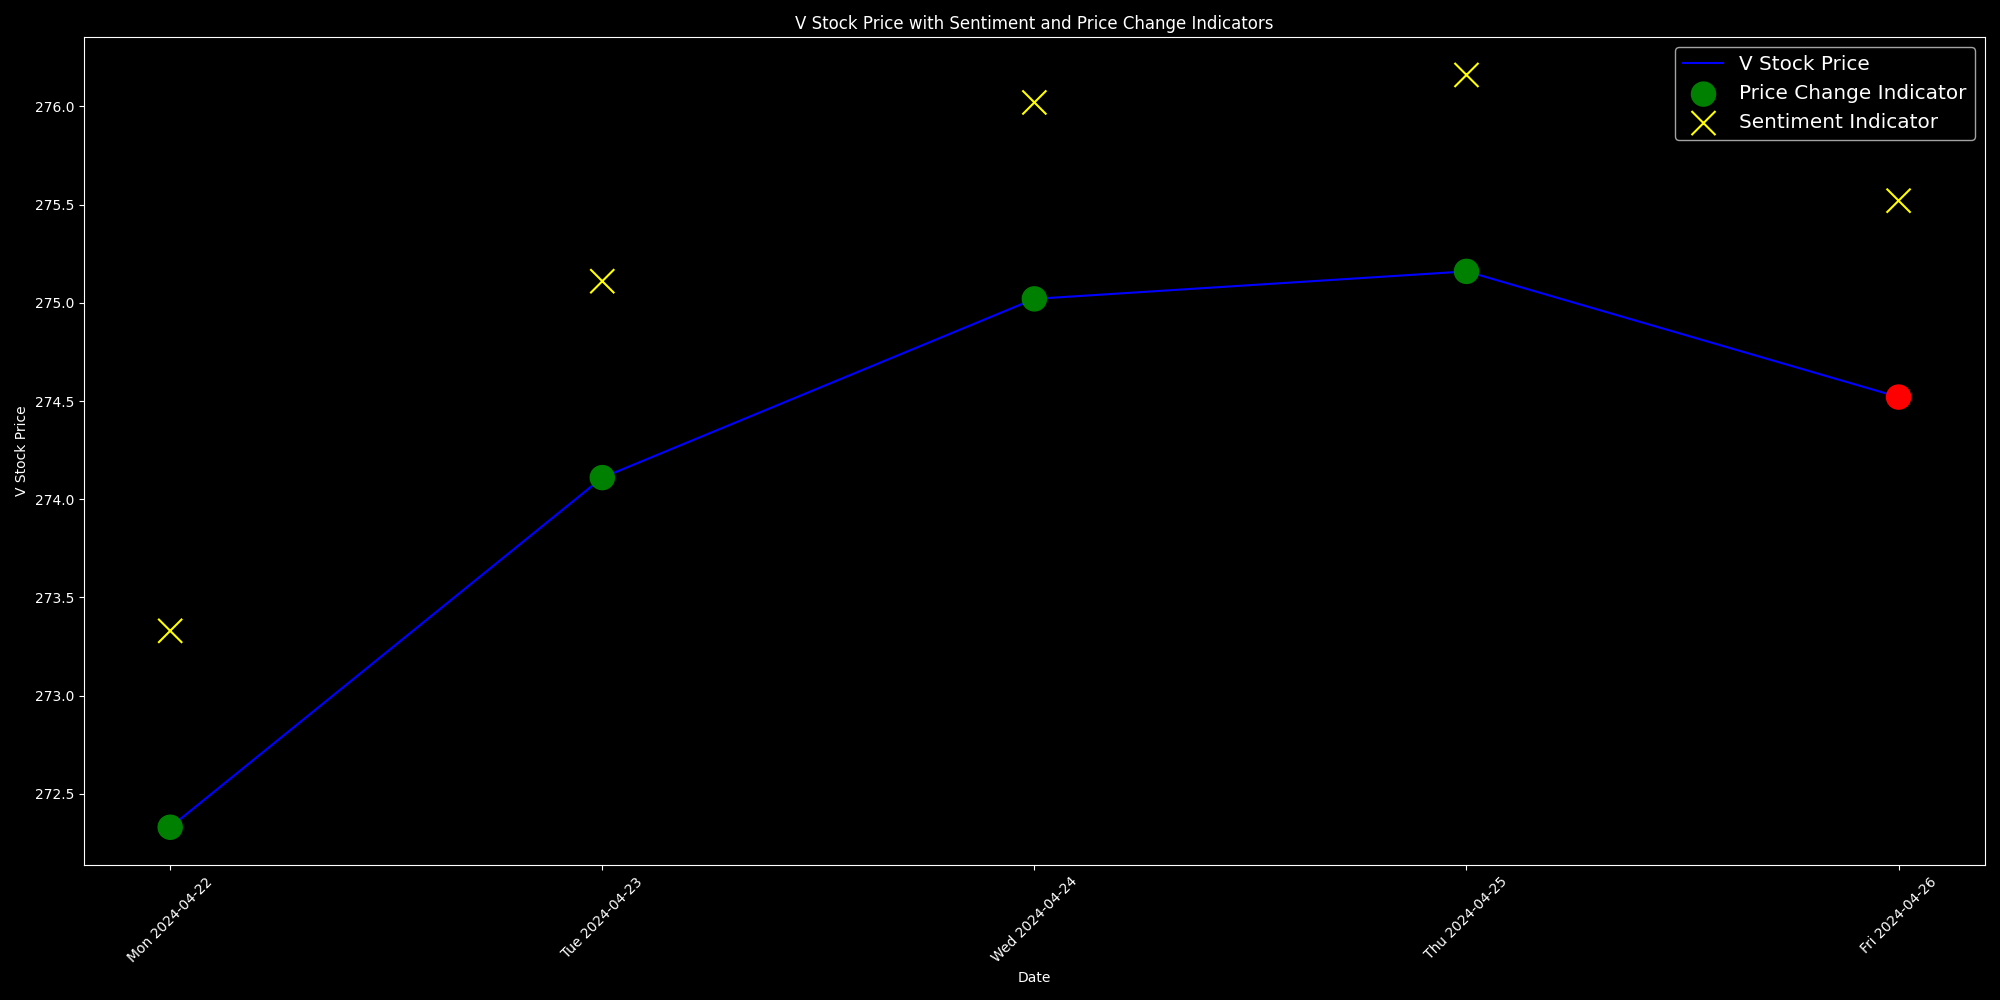 V Stock Price with Sentiment and Price Change Indicators
V Stock Price
Price Change Indicator
Sentiment Indicator
276.0
275.5
275.0
274.5
274.0
273.5
273.0
272.5
V Stock Price
Mon 2024-04-22
Tue 2024-04-23
Wed 2024-04-24
Thu 2024-04-25
Fri 2024-04-26
Date